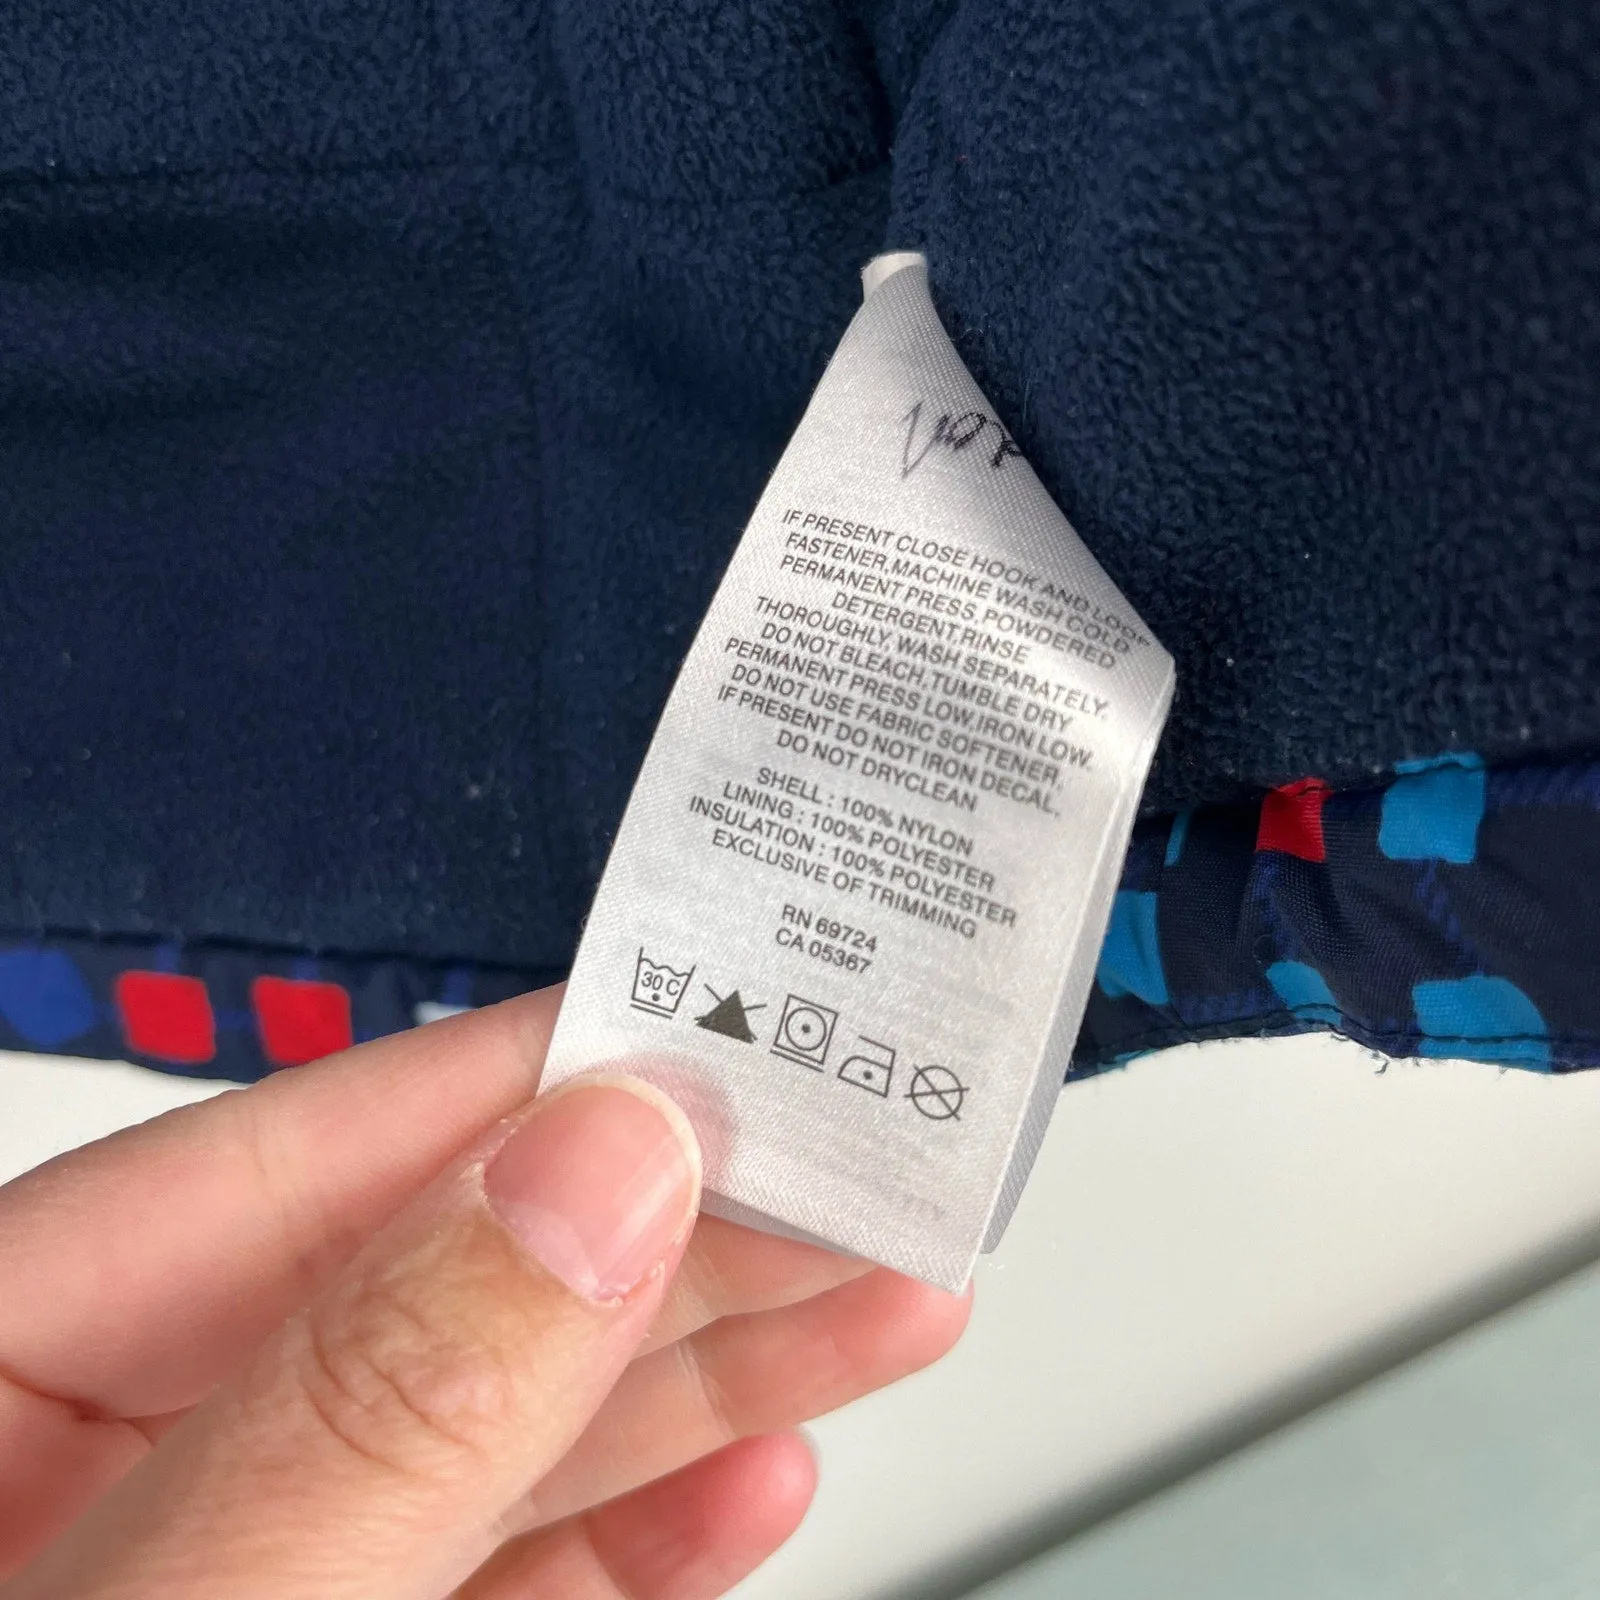 IF PRESENT CLOSE HOOK AND LOOP
FASTENER,MACHINE WASH COLD
PERMANENT PRESS, POWDERED
DETERGENT,RINSE
THOROUGHLY, WASH SEPARATELY.
DO NOT BLEACH,TUMBLE DRY
PERMANENT PRESS LOW,IRON LOW.
DO NOT USE FABRIC SOFTENER,
IF PRESENT DO NOT IRON DECAL,
DO NOT DRYCLEAN
SHELL : 100% NYLON
LINING : 100% POLYESTER
INSULATION : 100% POLYESTER
EXCLUSIVE OF TRIMMING
RN 69724
CA 05367
30 C